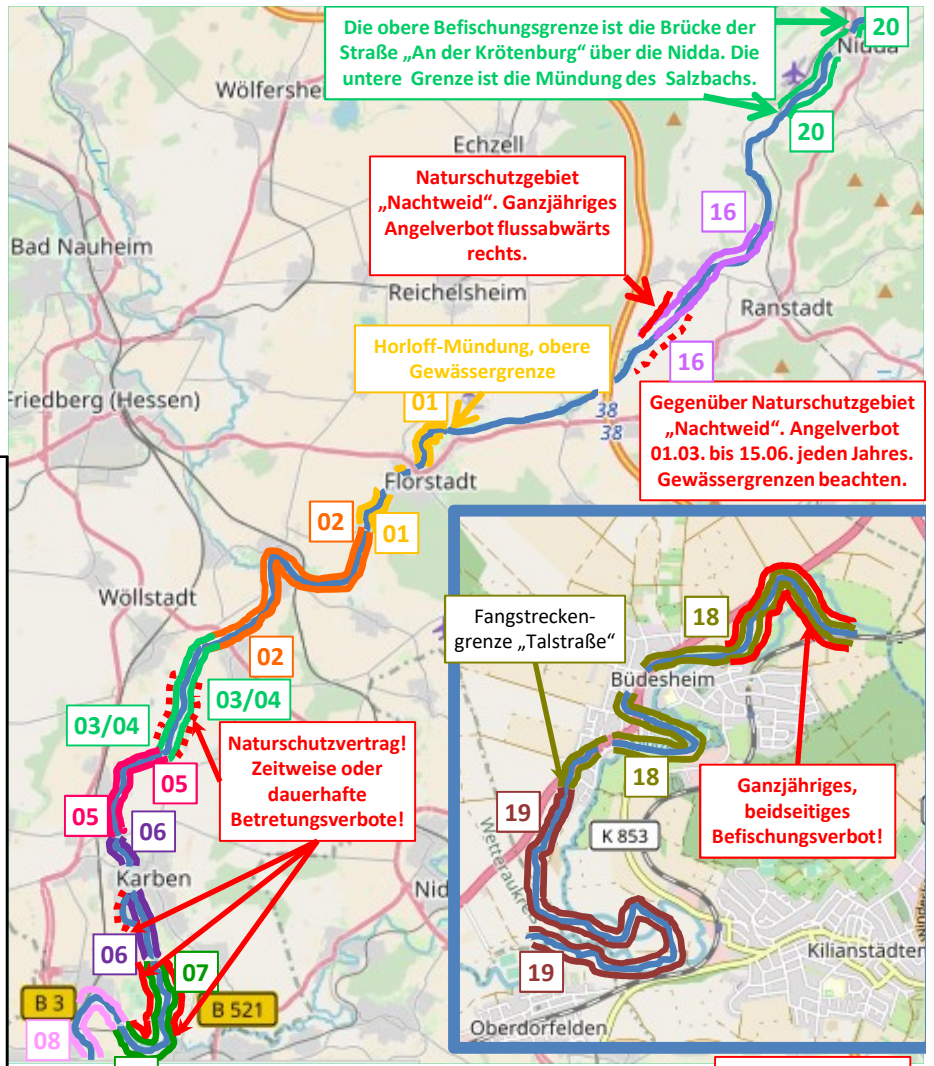 Die obere Befischungsgrenze ist die Brücke der
Straße „An der Krötenburg“ über die Nidda. Die
untere Grenze ist die Mündung des Salzbachs.
20
Nidda
Wölfershe
20
Echzell
Naturschutzgebiet
„Nachtweid“. Ganzjähriges
Angelverbot flussabwärts
rechts.
16
Bad Nauheim
Reichelsheim
Ranstadt
Horloff-Mündung, obere
Gewässergrenze
16
Friedberg (Hessen)
01
38
38
Gegenüber Naturschutzgebiet
„Nachtweid“. Angelverbot
01.03. bis 15.06. jeden Jahres.
Gewässergrenzen beachten.
Florstadt
02
01
Wöllstadt
Fangstrecken-
grenze „Talstraße“
18
02
Büdesheim
03/04
03/04
Naturschutzvertrag!
Zeitweise oder
dauerhafte
Betretungsverbote!
18
Ganzjähriges,
beidseitiges
Befischungsverbot!
05
05
19
06
K 853
Wetteraukreis
Karben
Nid
06
07
Kilianstädten
19
B 3
B 521
08
Oberdorfelden